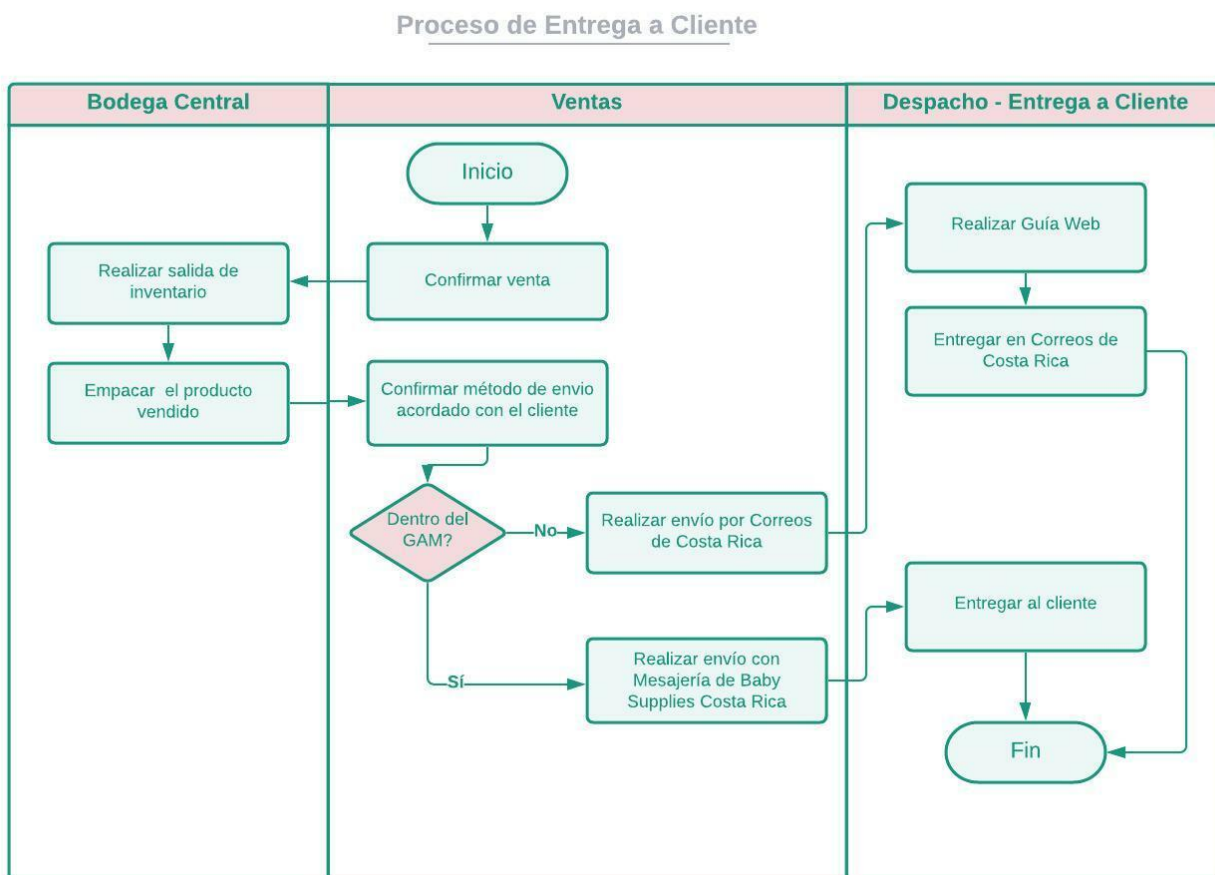 Proceso de Entrega a Cliente
Bodega Central
Ventas
Despacho - Entrega a Cliente
Inicio
Confirmar venta
Realizar salida de
inventario
Empacar el producto
vendido
Confirmar método de envio
acordado con el cliente
Dentro del
GAM?
No
Realizar envío por Correos
de Costa Rica
Sí
Realizar envío con
Mesajería de Baby
Supplies Costa Rica
Realizar Guía Web
Entregar en Correos de
Costa Rica
Entregar al cliente
Fin